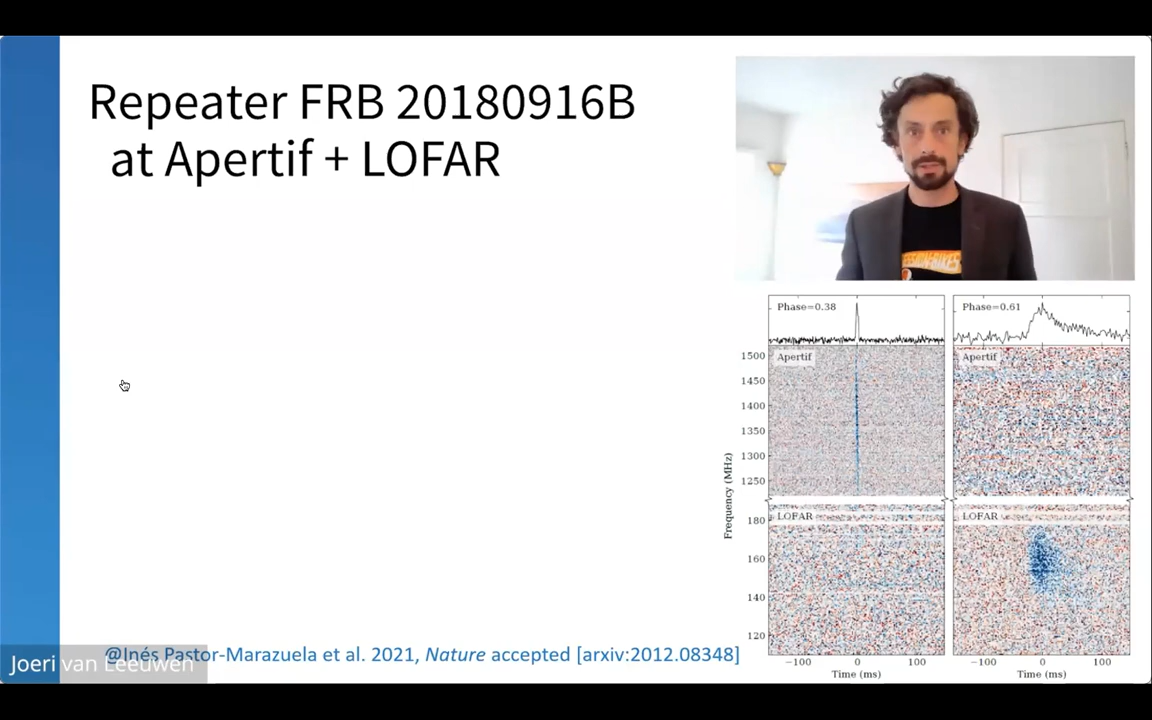 Repeater FRB 20180916B
at Apertif + LOFAR
Phase=0.38
Phase=0.61
Apertif
Apertif
1500
1450
1400
1350
1300
1250
Frequency (MHz)
LOFAR
LOFAR
180
160
140
120
−100 0 100
−100 0 100
Time (ms)
Time (ms)
@Inés Pastor-Marazuela et al. 2021, Nature accepted [arxiv:2012.08348]
Joeri van Leeuwen